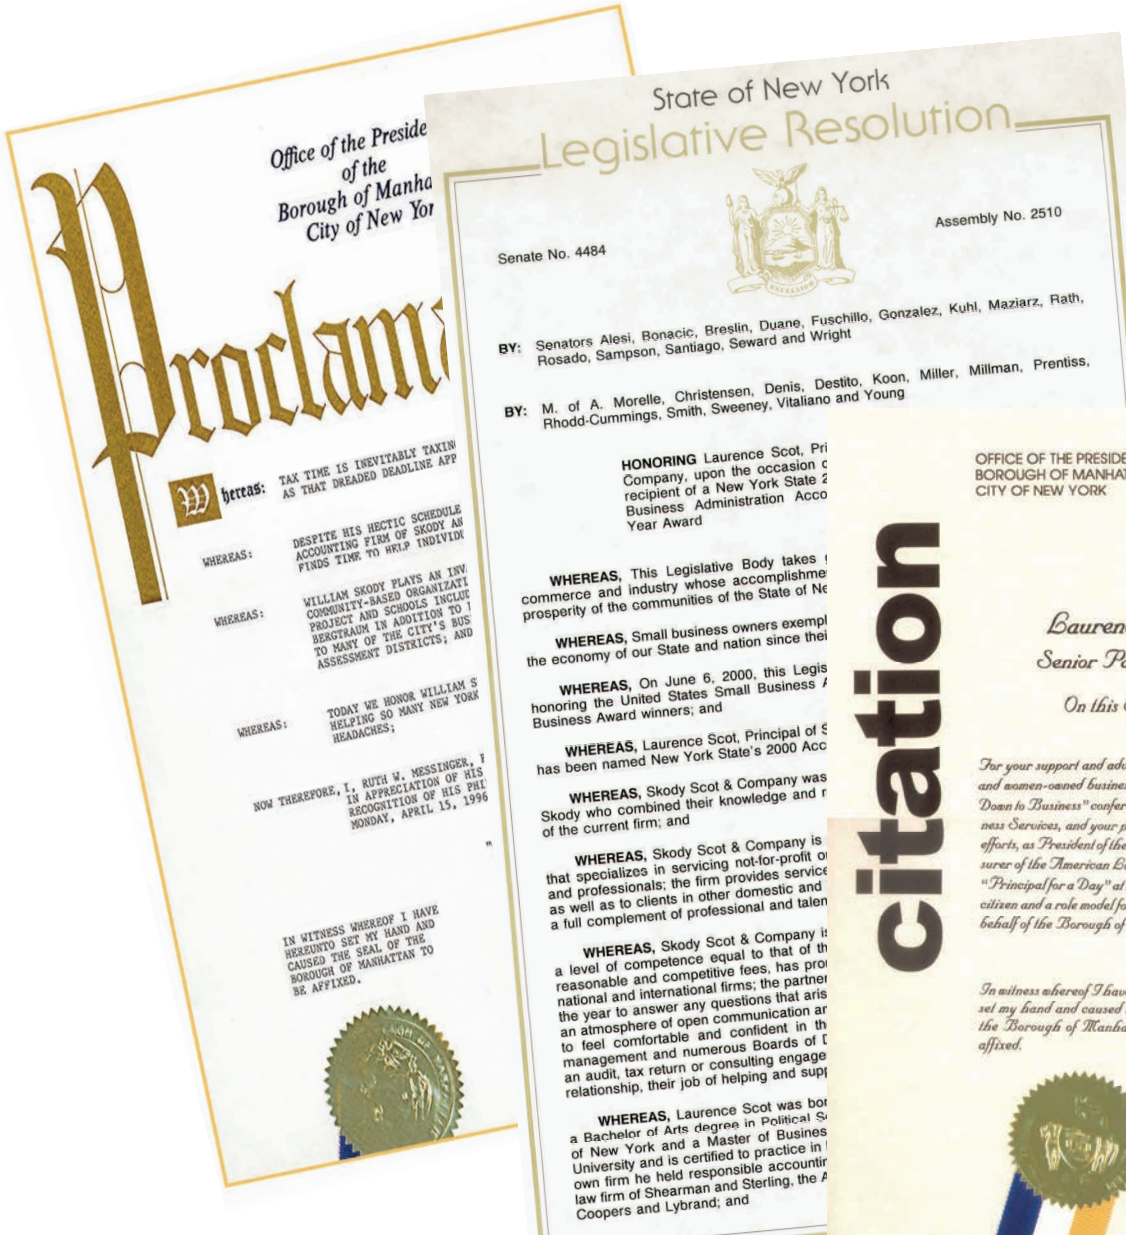 Office of the Preside
of the
Borough of Manha
City of New Yor
Proclama
Whereas: TAX TIME IS INEVITABLY TAXING
AS THAT DREADED DEADLINE APP
WHEREAS: DESPITE HIS HECTIC SCHEDULE
ACCOUNTING FIRM OF SKODY AN
FINDS TIME TO HELP INDIVIDU
WHEREAS: WILLIAM SKODY PLAYS AN INV
COMMUNITY-BASED ORGANIZATI
PROJECT AND SCHOOLS INCLUD
BERGTRAUM IN ADDITION TO
TO MANY OF THE CITY'S BUS
ASSESSMENT DISTRICTS; AND
WHEREAS: TODAY WE HONOR WILLIAM S
HELPING SO MANY NEW YORK
HEADACHES;
NOW THEREFORE, I, RUTH W. MESSINGER,
IN APPRECIATION OF HIS
RECOGNITION OF HIS PHI
MONDAY, APRIL 15, 1996
"
IN WITNESS WHEREOF I HAVE
HEREUNTO SET MY HAND AND
CAUSED THE SEAL OF THE
BOROUGH OF MANHATTAN TO
BE AFFIXED.
State of New York
Legislative Resolution
Senate No. 4484
Assembly No. 2510
EXCELSIOR
BY: Senators Alesi, Bonacic, Breslin, Duane, Fuschillo, Gonzalez, Kuhl, Maziarz, Rath,
Rosado, Sampson, Santiago, Seward and Wright
BY: M. of A. Morelle, Christensen, Denis, Destito, Koon, Miller, Millman, Prentiss,
Rhodd-Cummings, Smith, Sweeney, Vitaliano and Young
HONORING Laurence Scot, Pri
Company, upon the occasion o
recipient of a New York State 2
Business Administration Acco
Year Award
WHEREAS, This Legislative Body takes
commerce and industry whose accomplishme
prosperity of the communities of the State of Ne
WHEREAS, Small business owners exempl
the economy of our State and nation since thei
WHEREAS, On June 6, 2000, this Legis
honoring the United States Small Business A
Business Award winners; and
WHEREAS, Laurence Scot, Principal of S
has been named New York State's 2000 Acc
WHEREAS, Skody Scot & Company was
Skody who combined their knowledge and r
of the current firm; and
WHEREAS, Skody Scot & Company is
that specializes in servicing not-for-profit o
and professionals; the firm provides service
as well as to clients in other domestic and
a full complement of professional and talen
WHEREAS, Skody Scot & Company is
a level of competence equal to that of th
reasonable and competitive fees, has pro
national and international firms; the partner
the year to answer any questions that aris
an atmosphere of open communication an
to feel comfortable and confident in th
management and numerous Boards of D
an audit, tax return or consulting engage
relationship, their job of helping and supp
WHEREAS, Laurence Scot was bor
a Bachelor of Arts degree in Political S
of New York and a Master of Busines
University and is certified to practice in
own firm he held responsible accountin
law firm of Shearman and Sterling, the A
Coopers and Lybrand; and
citation
OFFICE OF THE PRESIDE
BOROUGH OF MANHAT
CITY OF NEW YORK
Lauren
Senior Pa
On this
For your support and adv
and women-owned busine
Down to Business" confer
ness Services, and your p
efforts, as President of the
surer of the American B
"Principal for a Day" at
citizen and a role model fo
behalf of the Borough of
In witness whereof I hav
set my hand and caused
the Borough of Manha
affixed.